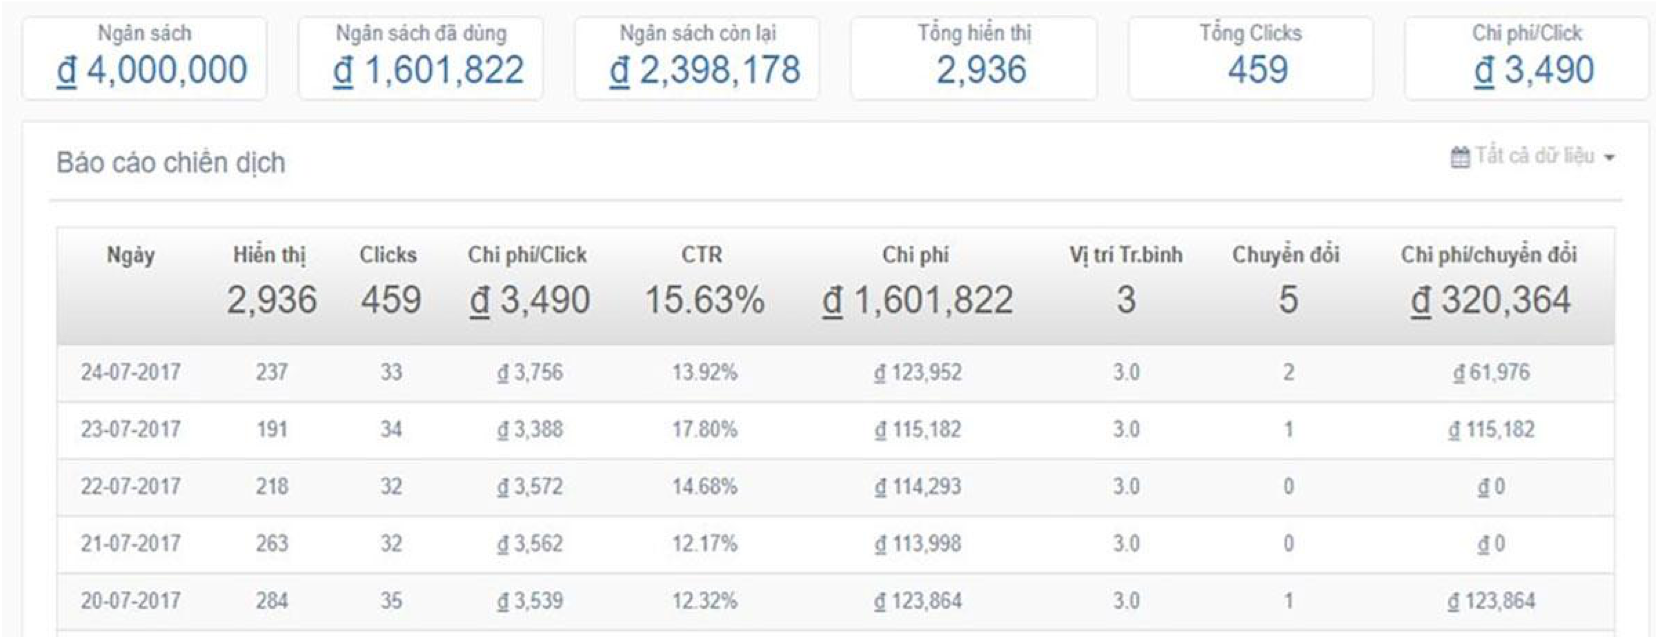 Ngân sách Ngân sách đã dùng Ngân sách còn lại Tổng hiển thị Tổng Clicks Chi phí/Click
đ 4,000,000 đ 1,601,822 đ 2,398,178 2,936 459 đ 3,490
Báo cáo chiến dịch Tất cả dữ liệu
Ngày Hiển thị Clicks Chi phí/Click CTR Chi phí Vị trí Tr.bình Chuyển đổi Chi phí/chuyển đổi
2,936 459 đ 3,490 15.63% đ 1,601,822 3 5 đ 320,364
24-07-2017 237 33 đ 3,756 13.92% đ 123,952 3.0 2 đ 61,976
23-07-2017 191 34 đ 3,388 17.80% đ 115,182 3.0 1 đ 115,182
22-07-2017 218 32 đ 3,572 14.68% đ 114,293 3.0 0 đ 0
21-07-2017 263 32 đ 3,562 12.17% đ 113,998 3.0 0 đ 0
20-07-2017 284 35 đ 3,539 12.32% đ 123,864 3.0 1 đ 123,864